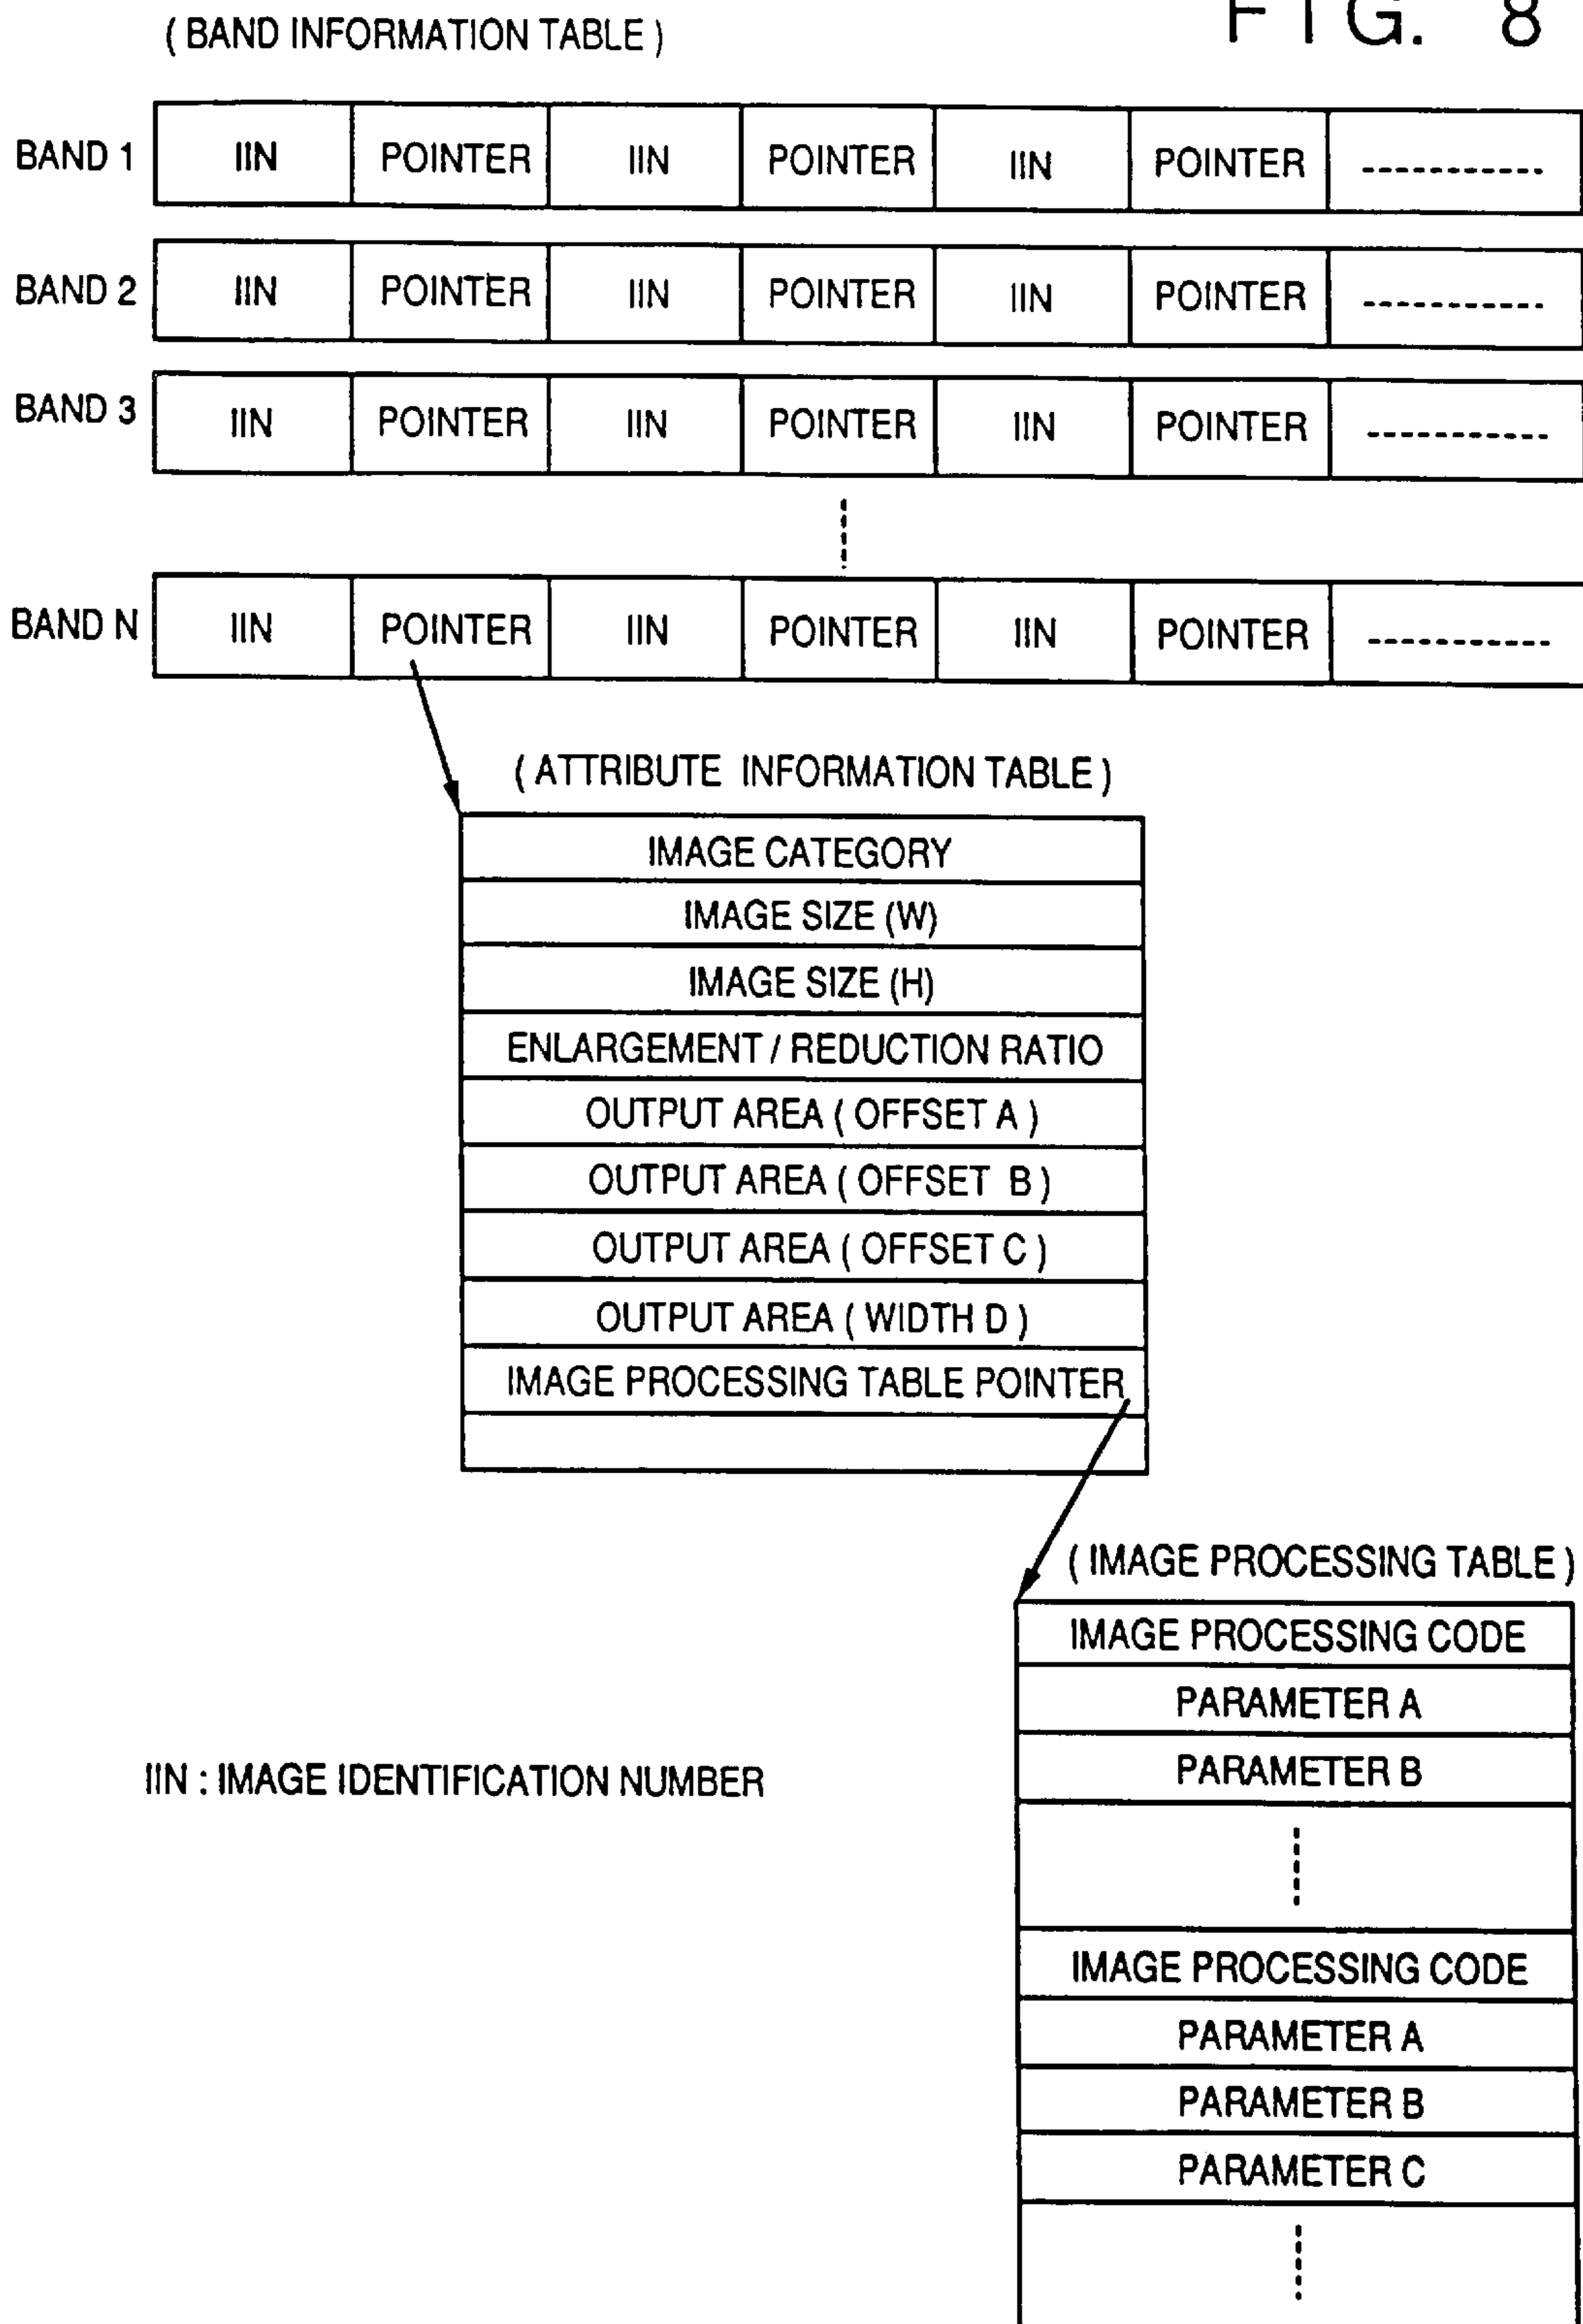 FIG. 8
( BAND INFORMATION TABLE )
BAND 1 IIN POINTER IIN POINTER IIN POINTER -----------
BAND 2 IIN POINTER IIN POINTER IIN POINTER -----------
BAND 3 IIN POINTER IIN POINTER IIN POINTER -----------
BAND N IIN POINTER IIN POINTER IIN POINTER -----------
( ATTRIBUTE INFORMATION TABLE )
IMAGE CATEGORY
IMAGE SIZE (W)
IMAGE SIZE (H)
ENLARGEMENT / REDUCTION RATIO
OUTPUT AREA ( OFFSET A )
OUTPUT AREA ( OFFSET B )
OUTPUT AREA ( OFFSET C )
OUTPUT AREA ( WIDTH D )
IMAGE PROCESSING TABLE POINTER
( IMAGE PROCESSING TABLE )
IMAGE PROCESSING CODE
PARAMETER A
PARAMETER B
IMAGE PROCESSING CODE
PARAMETER A
PARAMETER B
PARAMETER C
IIN : IMAGE IDENTIFICATION NUMBER